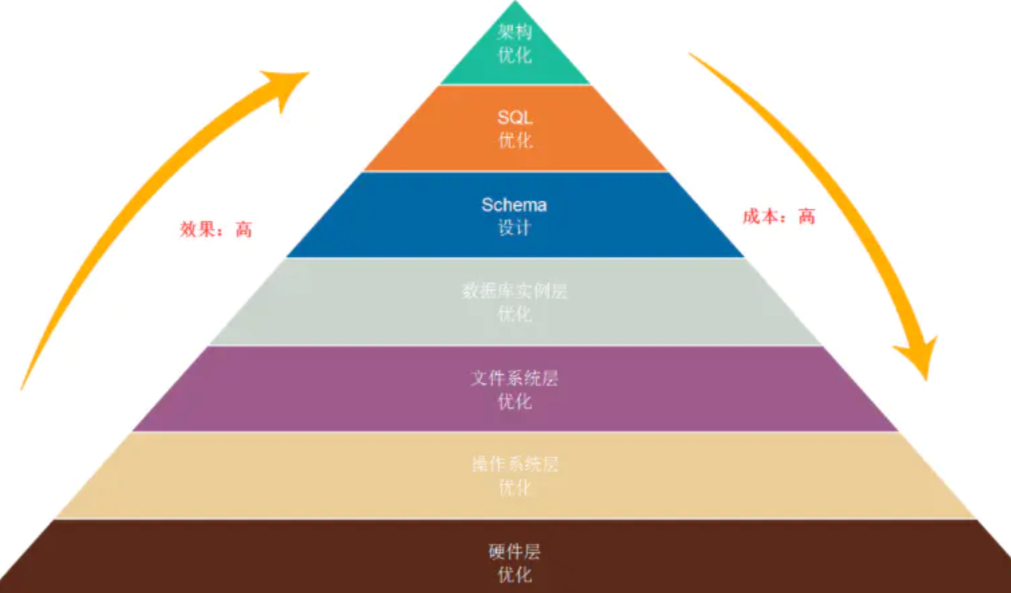 架构
优化
SQL
优化
效果：高
Schema
设计
成本：高
数据库实例层
优化
文件系统层
优化
操作系统层
优化
硬件层
优化